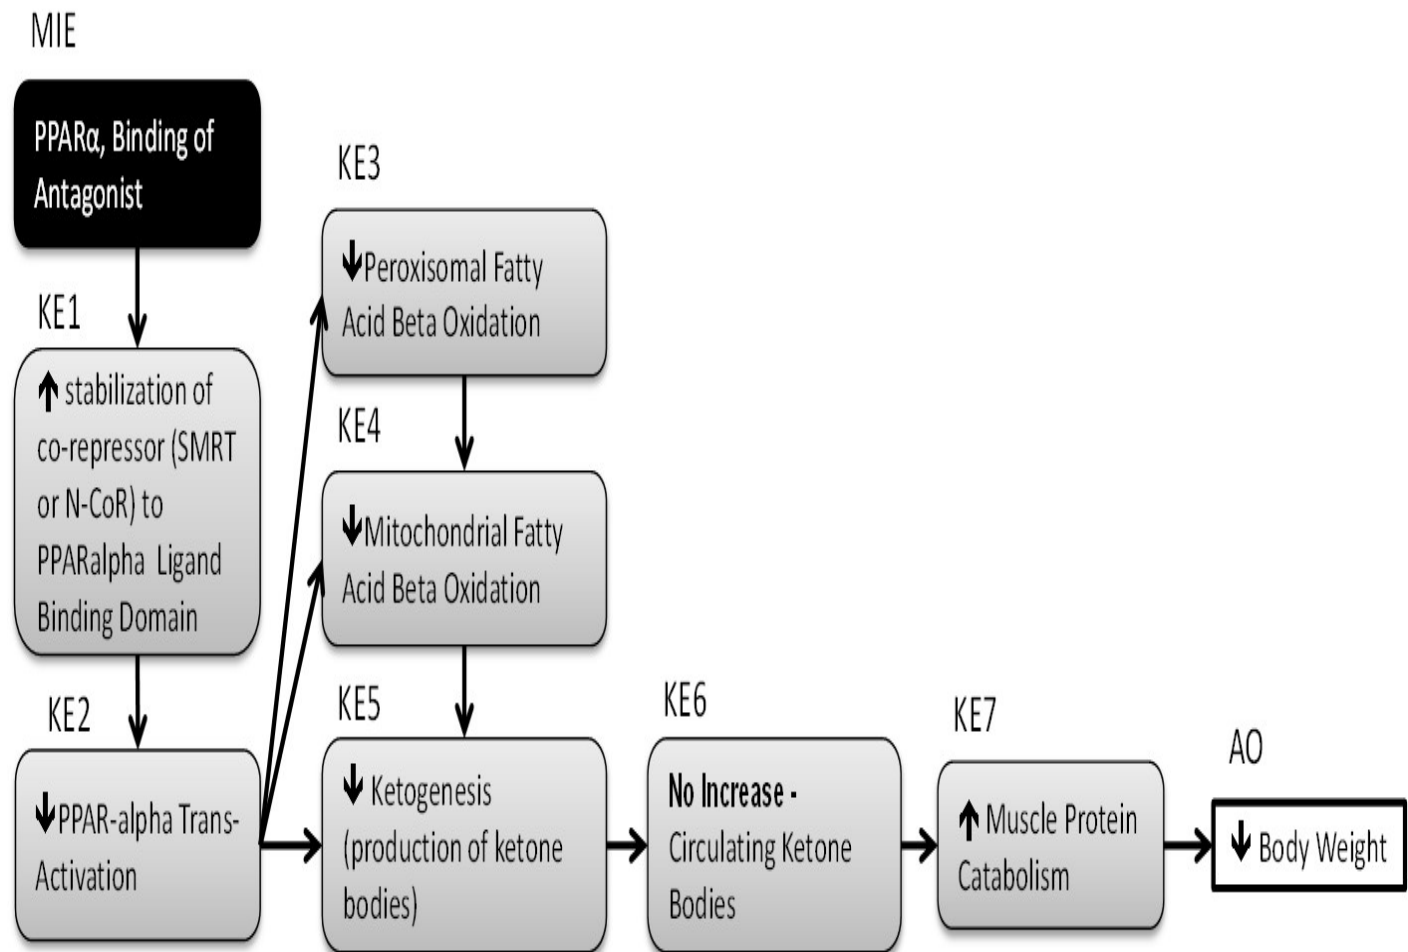 MIE
PPARα, Binding of
Antagonist
KE1
↑ stabilization of
co-repressor (SMRT
or N-CoR) to
PPARalpha Ligand
Binding Domain
KE2
↓PPAR-alpha Trans-
Activation
KE3
↓Peroxisomal Fatty
Acid Beta Oxidation
KE4
↓Mitochondrial Fatty
Acid Beta Oxidation
KE5
↓ Ketogenesis
(production of ketone
bodies)
KE6
No Increase -
Circulating Ketone
Bodies
KE7
↑ Muscle Protein
Catabolism
AO
↓ Body Weight